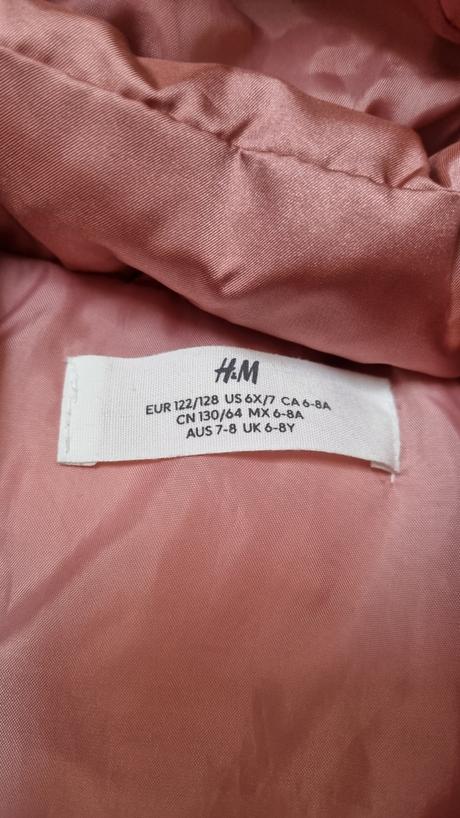 H&M
EUR 122/128 US 6X/7 CA 6-8A
CN 130/64 MX 6-8A
AUS 7-8 UK 6-8Y